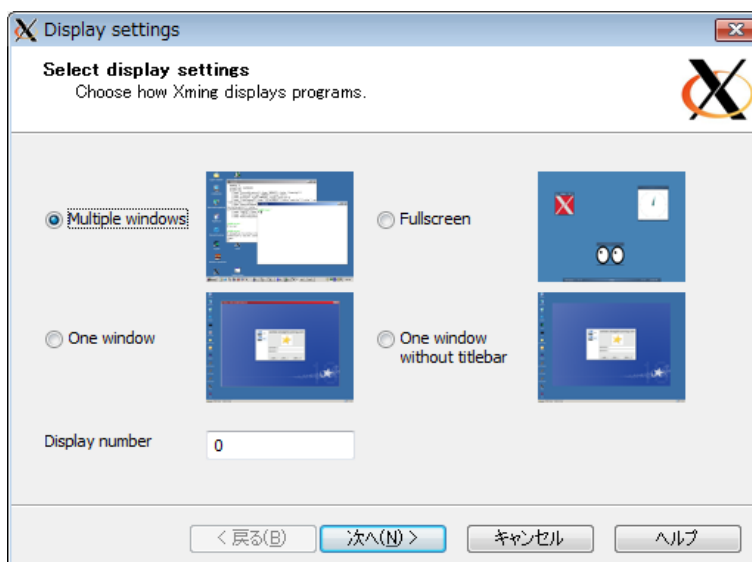 Display settings
Select display settings
Choose how Xming displays programs.
Multiple windows
Fullscreen
One window
One window
without titlebar
Display number
0
< 戻る(B)
次へ(N) >
キャンセル
ヘルプ